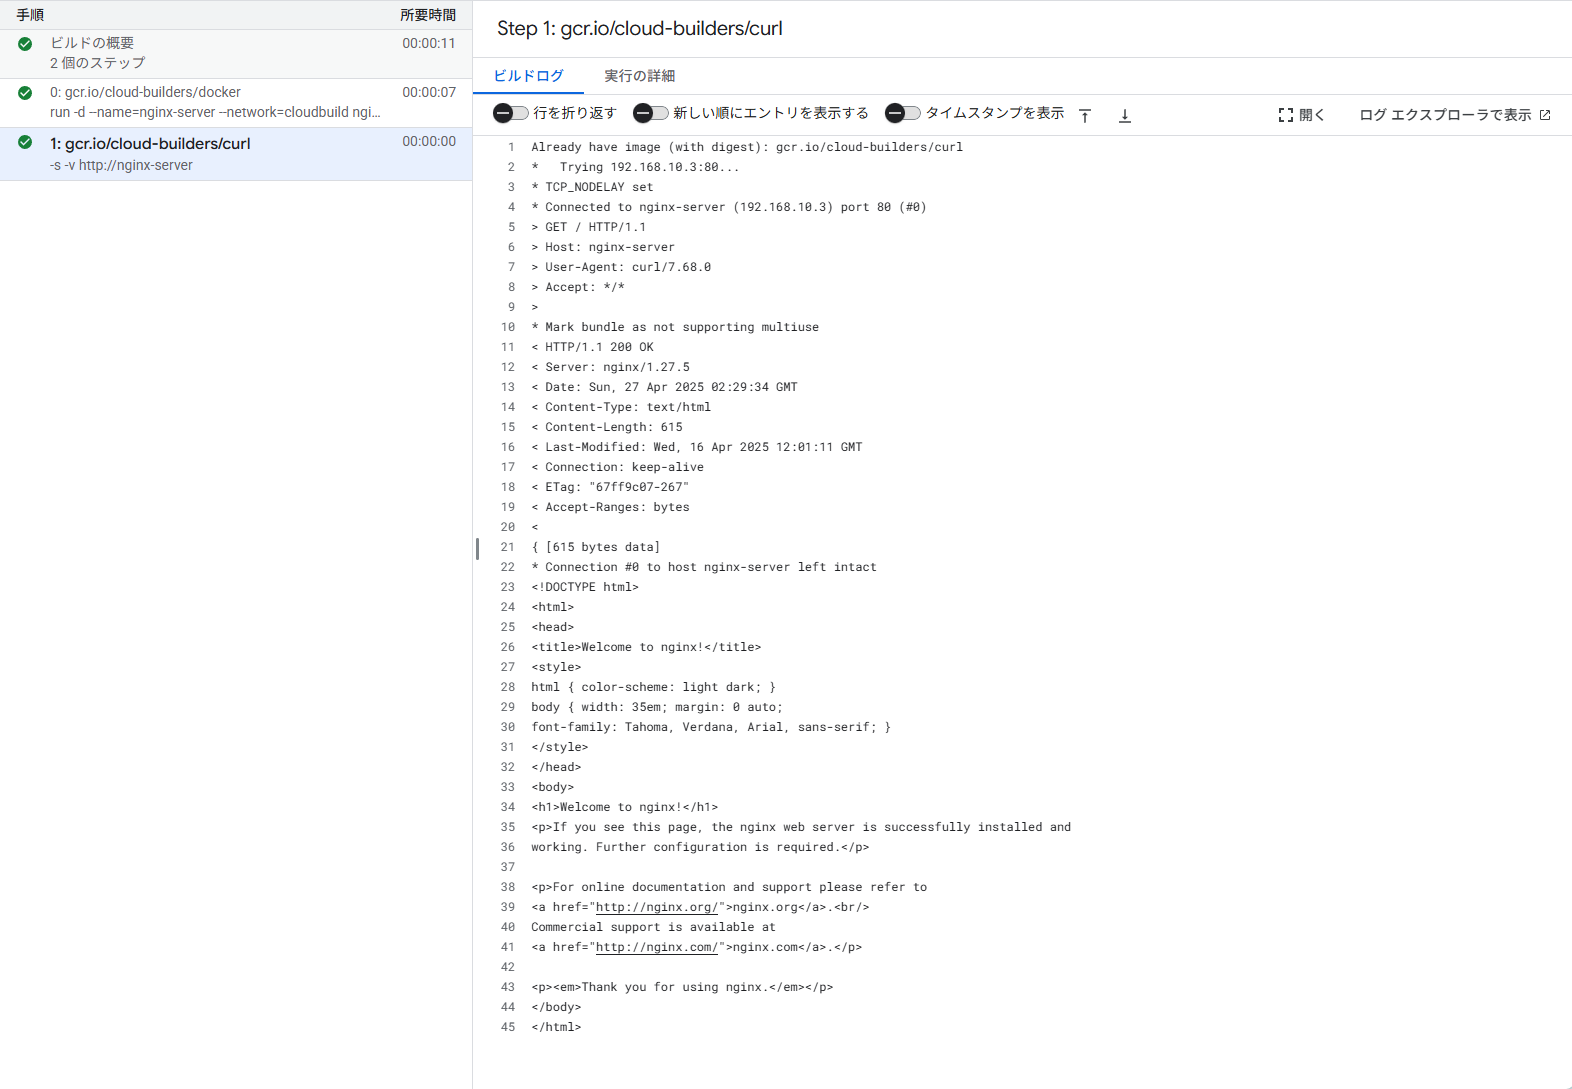 手順 所要時間
ビルドの概要 00:00:11
2 個のステップ
0: gcr.io/cloud-builders/docker 00:00:07
run -d --name=nginx-server --network=cloudbuild ngi...
1: gcr.io/cloud-builders/curl 00:00:00
-s -v http://nginx-server
Step 1: gcr.io/cloud-builders/curl
ビルドログ 実行の詳細
行を折り返す 新しい順にエントリを表示する タイムスタンプを表示 開く ログ エクスプローラで表示
1 Already have image (with digest): gcr.io/cloud-builders/curl
2 *   Trying 192.168.10.3:80...
3 * TCP_NODELAY set
4 * Connected to nginx-server (192.168.10.3) port 80 (#0)
5 > GET / HTTP/1.1
6 > Host: nginx-server
7 > User-Agent: curl/7.68.0
8 > Accept: */*
9 >
10 * Mark bundle as not supporting multiuse
11 < HTTP/1.1 200 OK
12 < Server: nginx/1.27.5
13 < Date: Sun, 27 Apr 2025 02:29:34 GMT
14 < Content-Type: text/html
15 < Content-Length: 615
16 < Last-Modified: Wed, 16 Apr 2025 12:01:11 GMT
17 < Connection: keep-alive
18 < ETag: "67ff9c07-267"
19 < Accept-Ranges: bytes
20 <
21 { [615 bytes data]
22 * Connection #0 to host nginx-server left intact
23 <!DOCTYPE html>
24 <html>
25 <head>
26 <title>Welcome to nginx!</title>
27 <style>
28 html { color-scheme: light dark; }
29 body { width: 35em; margin: 0 auto;
30 font-family: Tahoma, Verdana, Arial, sans-serif; }
31 </style>
32 </head>
33 <body>
34 <h1>Welcome to nginx!</h1>
35 <p>If you see this page, the nginx web server is successfully installed and
36 working. Further configuration is required.</p>
37
38 <p>For online documentation and support please refer to
39 <a href="http://nginx.org/">nginx.org</a>.<br/>
40 Commercial support is available at
41 <a href="http://nginx.com/">nginx.com</a>.</p>
42
43 <p><em>Thank you for using nginx.</em></p>
44 </body>
45 </html>